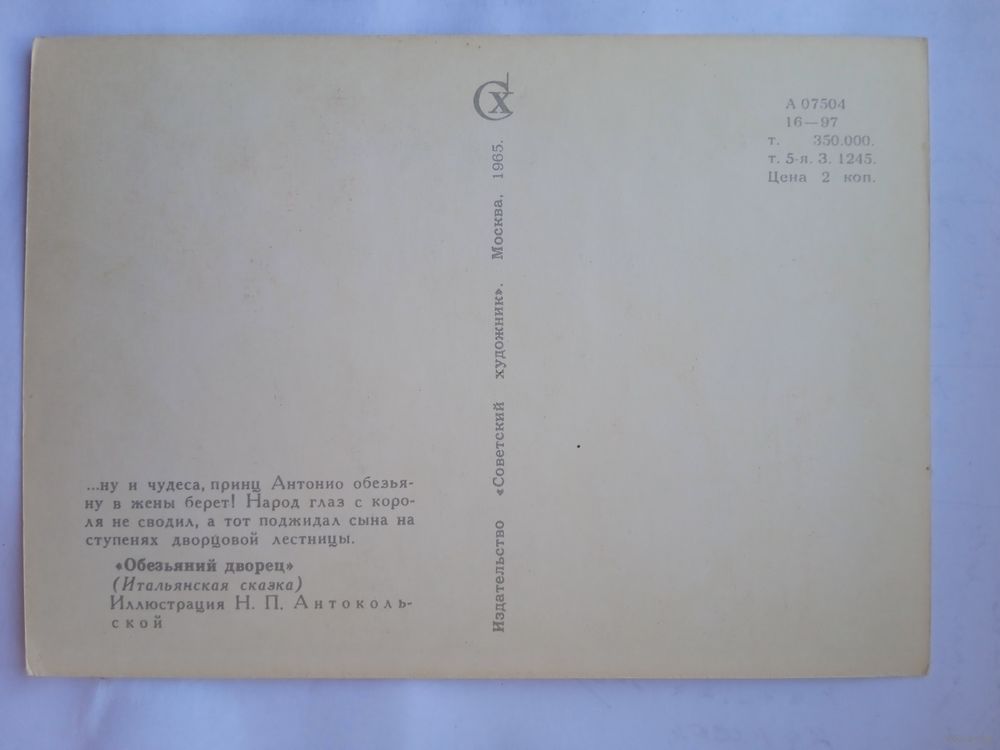 ...ну и чудеса, принц Антонио обезья-
ну в жены берет! Народ глаз с коро-
ля не сводил, а тот поджидал сына на
ступенях дворцовой лестницы.
«Обезьяний дворец»
(Итальянская сказка)
Иллюстрация Н. П. Антоколь-
ской
СХ
Издательство «Советский художник». Москва. 1965.
А 07504
16—97
т. 350.000.
т. 5-я. З. 1245.
Цена 2 коп.